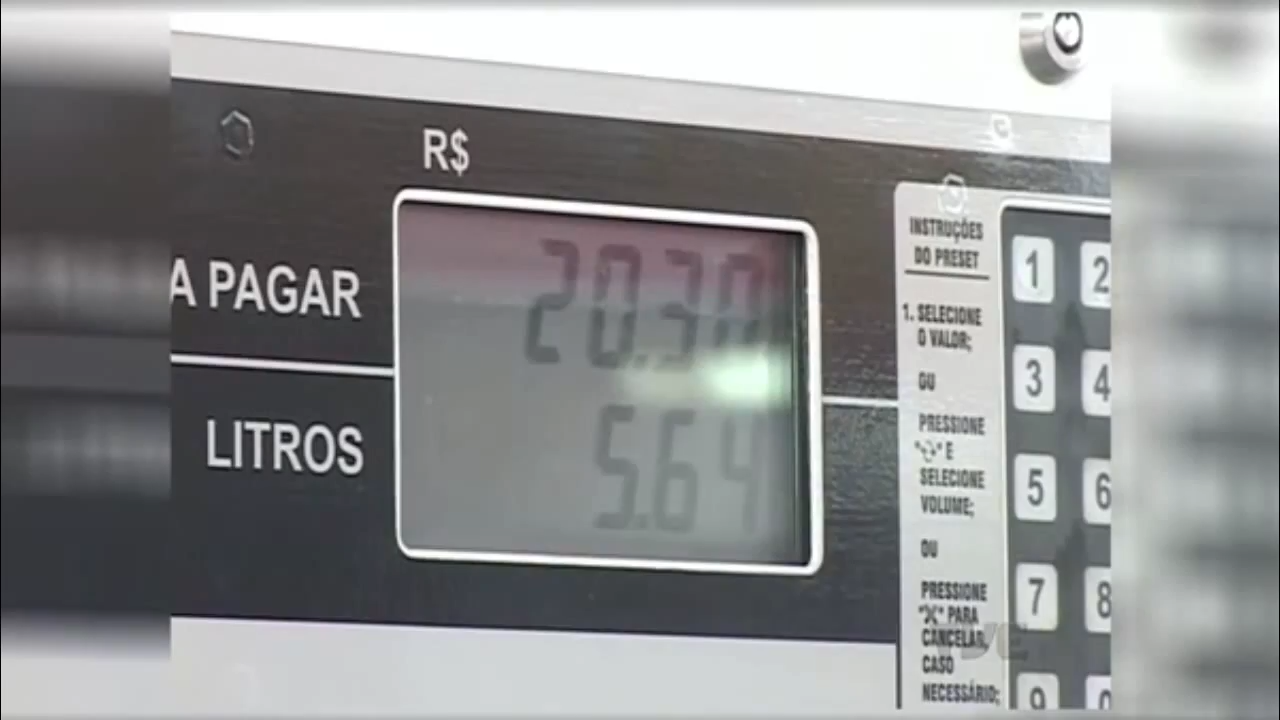 R$
A PAGAR
20.30
LITROS
5.64
INSTRUÇÕES
DO PRESET
1. SELECIONE
O VALOR;
OU
PRESSIONE
E
SELECIONE
VOLUME;
OU
PRESSIONE
PARA
CANCELAR,
CASO
NECESSÁRIO;
1 2
3 4
5 6
7 8
9 0